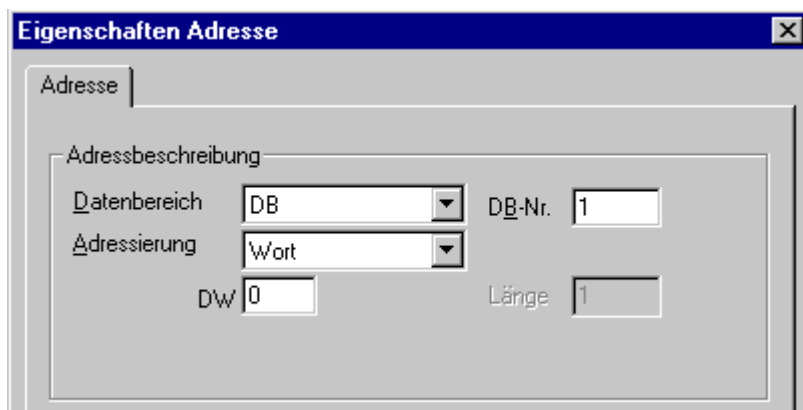 Eigenschaften Adresse
Adresse
Adressbeschreibung
Datenbereich DB DB-Nr. 1
Adressierung Wort
DW 0 Länge 1